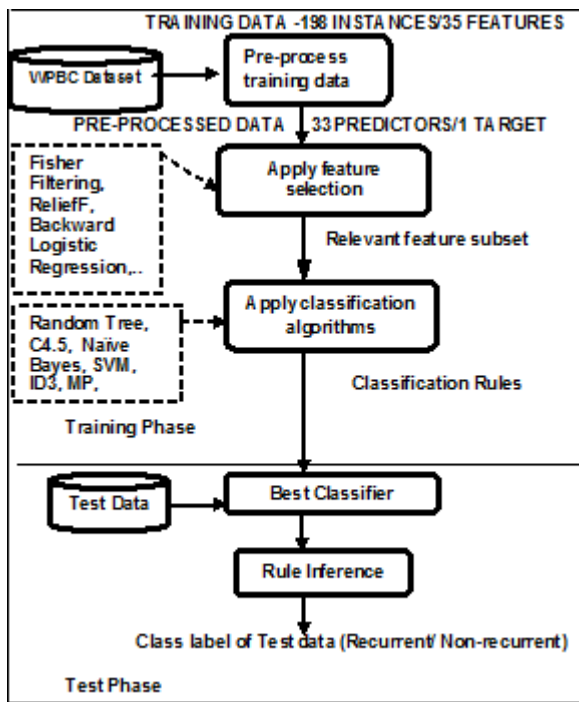 TRAINING DATA -198 INSTANCES/35 FEATURES
WPBC Dataset
Pre-process
training data
PRE-PROCESSED DATA
33 PREDICTORS/1 TARGET
Fisher
Filtering,
ReliefF,
Backward
Logistic
Regression,..
Apply feature
selection
Relevant feature subset
Random Tree,
C4.5, Naïve
Bayes, SVM,
ID3, MP,
Apply classification
algorithms
Classification Rules
Training Phase
Test Data
Best Classifier
Rule Inference
Class label of Test data (Recurrent/ Non-recurrent)
Test Phase